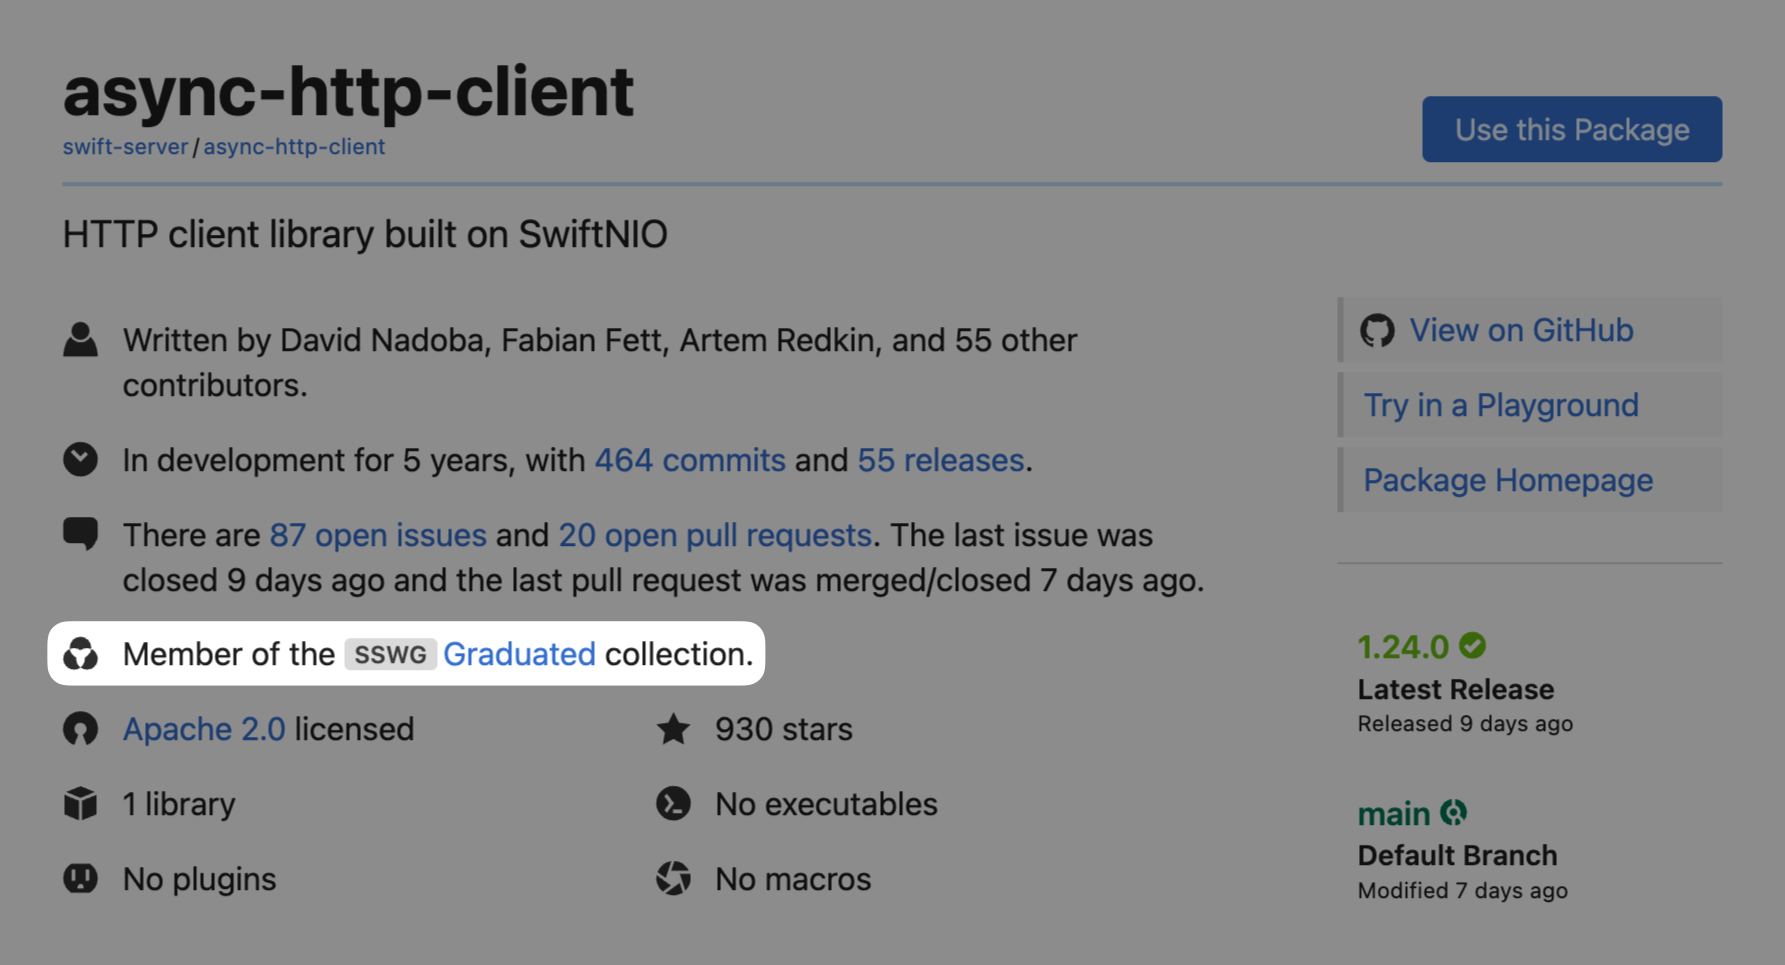 async-http-client
swift-server / async-http-client
Use this Package
HTTP client library built on SwiftNIO
Written by David Nadoba, Fabian Fett, Artem Redkin, and 55 other
contributors.
In development for 5 years, with 464 commits and 55 releases.
There are 87 open issues and 20 open pull requests. The last issue was
closed 9 days ago and the last pull request was merged/closed 7 days ago.
Member of the SSWG Graduated collection.
Apache 2.0 licensed
930 stars
1 library
No executables
No plugins
No macros
View on GitHub
Try in a Playground
Package Homepage
1.24.0
Latest Release
Released 9 days ago
main
Default Branch
Modified 7 days ago